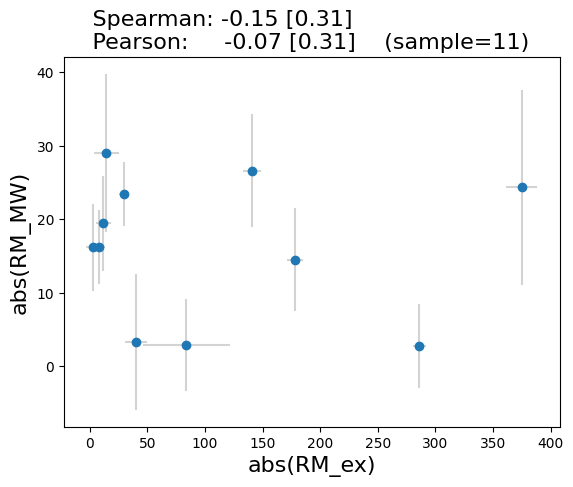 Spearman: -0.15 [0.31]
Pearson: -0.07 [0.31] (sample=11)
40
30
20
10
0
abs(RM_MW)
0 50 100 150 200 250 300 350 400
abs(RM_ex)